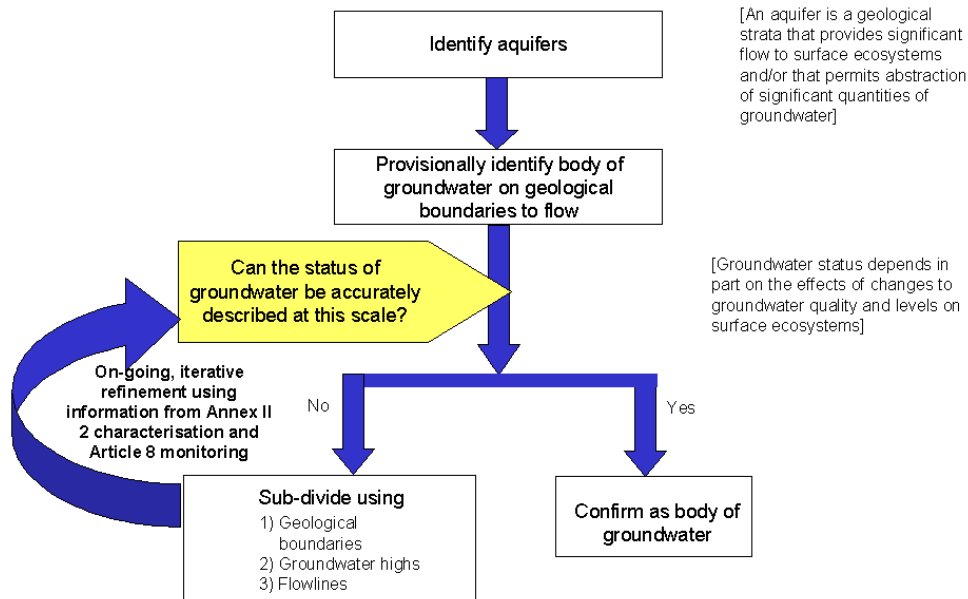 Identify aquifers
[An aquifer is a geological
strata that provides significant
flow to surface ecosystems
and/or that permits abstraction
of significant quantities of
groundwater]
Provisionally identify body of
groundwater on geological
boundaries to flow
Can the status of
groundwater be accurately
described at this scale?
[Groundwater status depends in
part on the effects of changes to
groundwater quality and levels on
surface ecosystems]
On-going, iterative
refinement using
information from Annex II
2 characterisation and
Article 8 monitoring
No
Yes
Sub-divide using
1) Geological
boundaries
2) Groundwater highs
3) Flowlines
Confirm as body of
groundwater